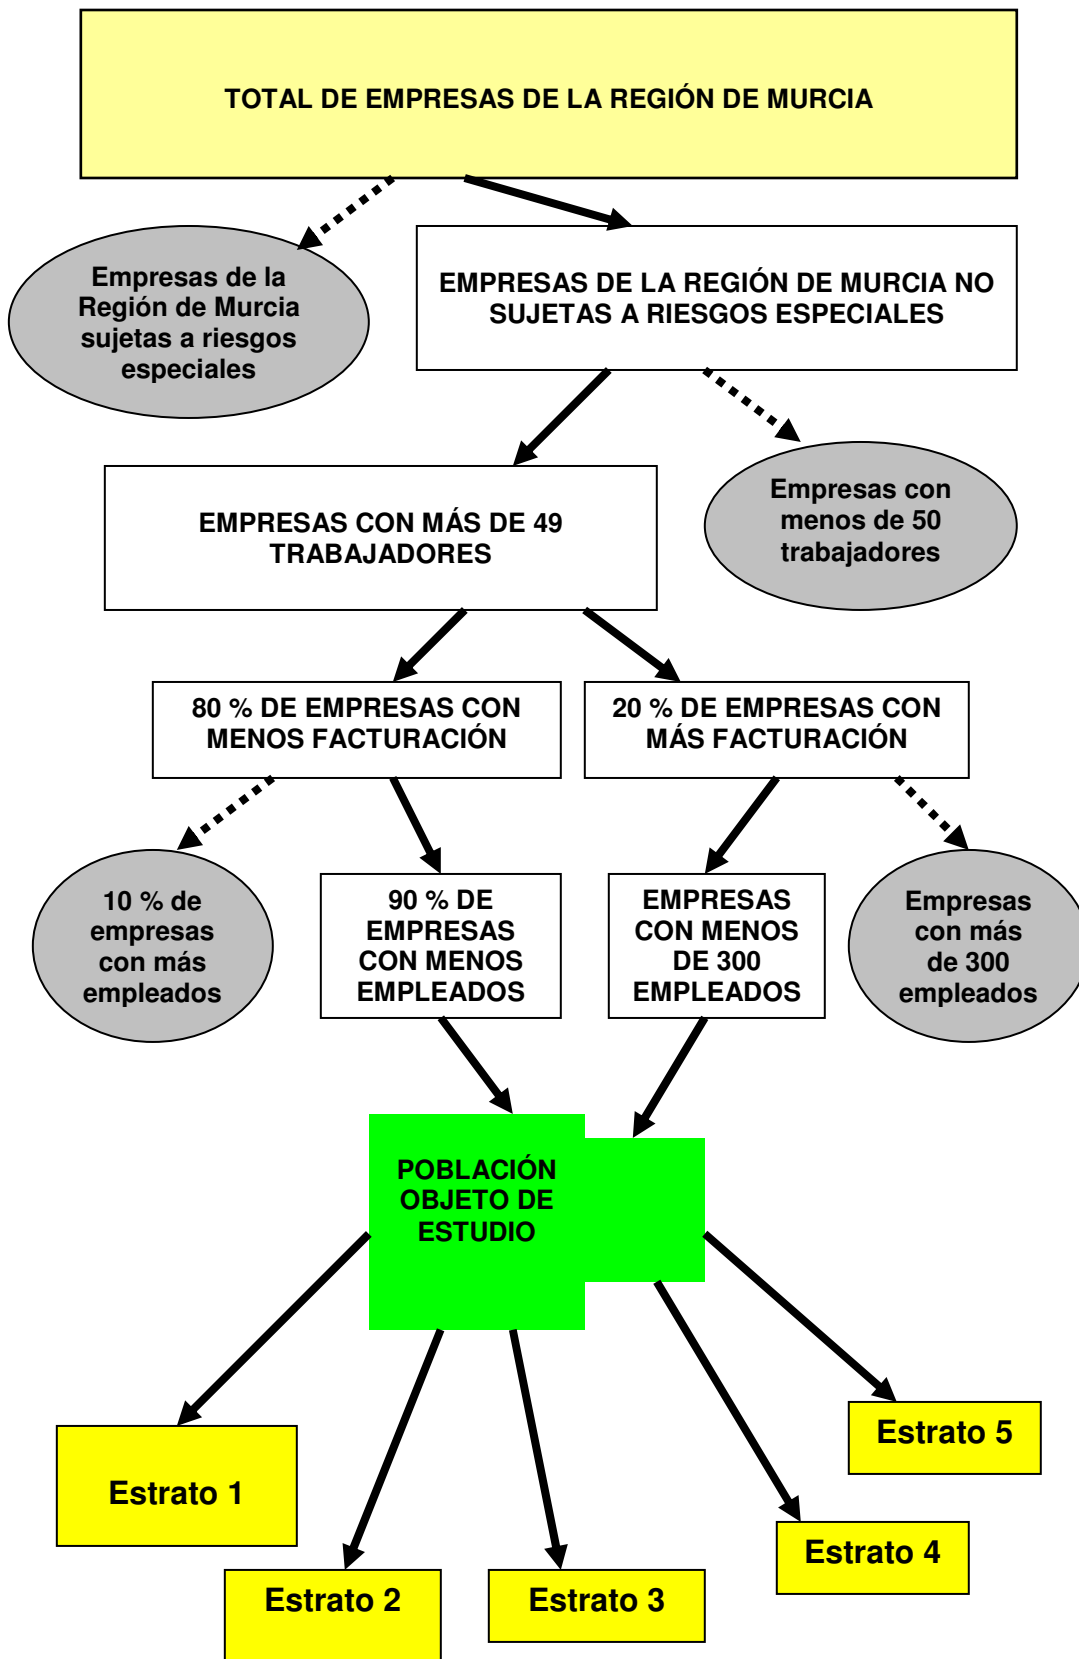 TOTAL DE EMPRESAS DE LA REGIÓN DE MURCIA
Empresas de la
Región de Murcia
sujetas a riesgos
especiales
EMPRESAS DE LA REGIÓN DE MURCIA NO
SUJETAS A RIESGOS ESPECIALES
EMPRESAS CON MÁS DE 49
TRABAJADORES
Empresas con
menos de 50
trabajadores
80 % DE EMPRESAS CON
MENOS FACTURACIÓN
20 % DE EMPRESAS CON
MÁS FACTURACIÓN
10 % de
empresas
con más
empleados
90 % DE
EMPRESAS
CON MENOS
EMPLEADOS
EMPRESAS
CON MENOS
DE 300
EMPLEADOS
Empresas
con más
de 300
empleados
POBLACIÓN
OBJETO DE
ESTUDIO
Estrato 1
Estrato 2
Estrato 3
Estrato 4
Estrato 5